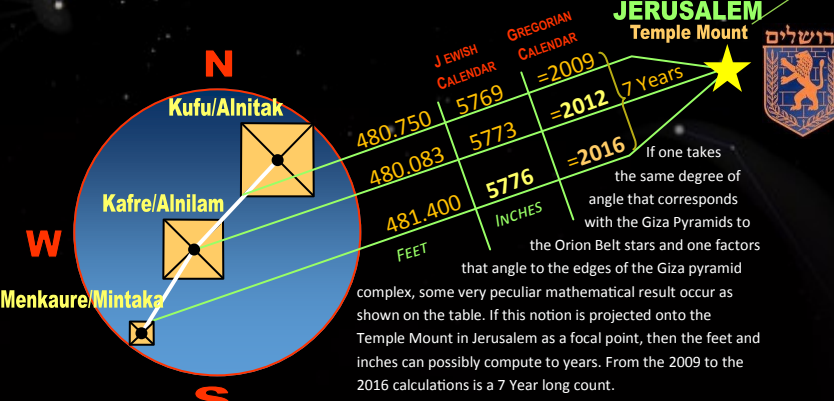 JERUSALEM
Temple Mount
ירושלים
N
Kufu/Alnitak
Kafre/Alnilam
W
Menkaure/Mintaka
S
JEWISH
CALENDAR
GREGORIAN
CALENDAR
480.750 5769 =2009
480.083 5773 =2012
481.400 5776 =2016
7 Years
FEET
INCHES
If one takes
the same degree of
angle that corresponds
with the Giza Pyramids to
the Orion Belt stars and one factors
that angle to the edges of the Giza pyramid
complex, some very peculiar mathematical result occur as
shown on the table. If this notion is projected onto the
Temple Mount in Jerusalem as a focal point, then the feet and
inches can possibly compute to years. From the 2009 to the
2016 calculations is a 7 Year long count.